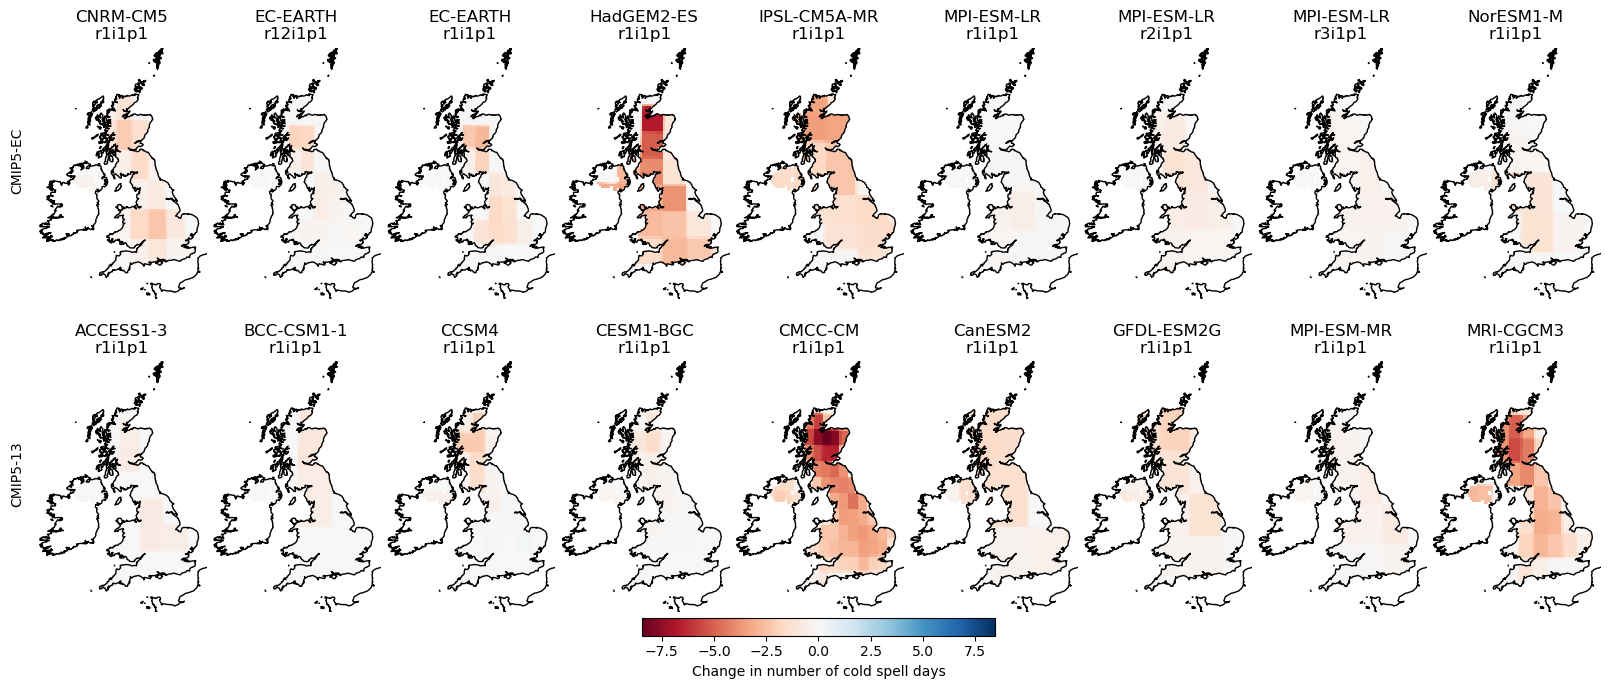 CNRM-CM5 EC-EARTH EC-EARTH HadGEM2-ES IPSL-CM5A-MR MPI-ESM-LR MPI-ESM-LR MPI-ESM-LR NorESM1-M
r1i1p1 r12i1p1 r1i1p1 r1i1p1 r1i1p1 r1i1p1 r2i1p1 r3i1p1 r1i1p1
CMIP5-EC
ACCESS1-3 BCC-CSM1-1 CCSM4 CESM1-BGC CMCC-CM CanESM2 GFDL-ESM2G MPI-ESM-MR MRI-CGCM3
r1i1p1 r1i1p1 r1i1p1 r1i1p1 r1i1p1 r1i1p1 r1i1p1 r1i1p1 r1i1p1
CMIP5-13
−7.5 −5.0 −2.5 0.0 2.5 5.0 7.5
Change in number of cold spell days